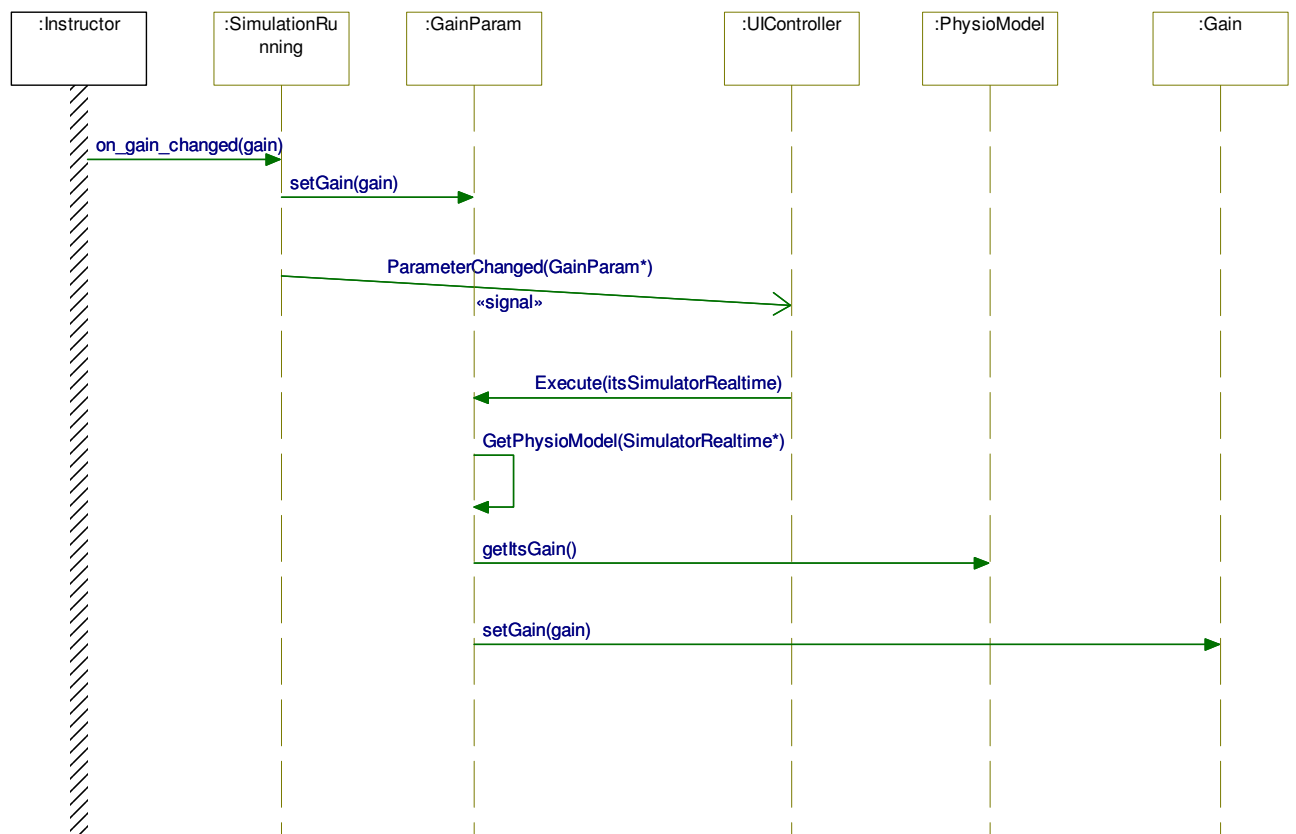 :Instructor
:SimulationRu
nning
:GainParam
:UIController
:PhysioModel
:Gain
on_gain_changed(gain)
setGain(gain)
ParameterChanged(GainParam*)
«signal»
Execute(itsSimulatorRealtime)
GetPhysioModel(SimulatorRealtime*)
getItsGain()
setGain(gain)